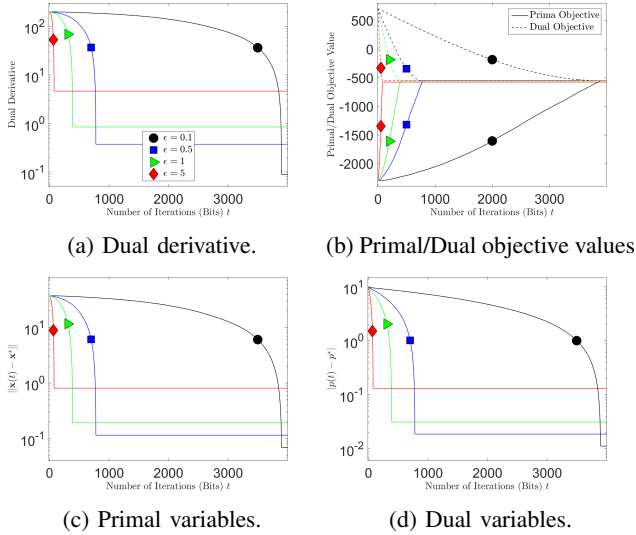 10²
10¹
10⁰
10⁻¹
Dual Derivative
0 1000 2000 3000
Number of Iterations (Bits) t
ϵ = 0.1
ϵ = 0.5
ϵ = 1
ϵ = 5
(a) Dual derivative.
500
0
-500
-1000
-1500
-2000
Primal/Dual Objective Value
Prima Objective
Dual Objective
0 1000 2000 3000
Number of Iterations (Bits) t
(b) Primal/Dual objective values
10¹
10⁰
10⁻¹
||x(t) − x*||
0 1000 2000 3000
Number of Iterations (Bits) t
(c) Primal variables.
10¹
10⁰
10⁻¹
10⁻²
|p(t) − p*|
0 1000 2000 3000
Number of Iterations (Bits) t
(d) Dual variables.